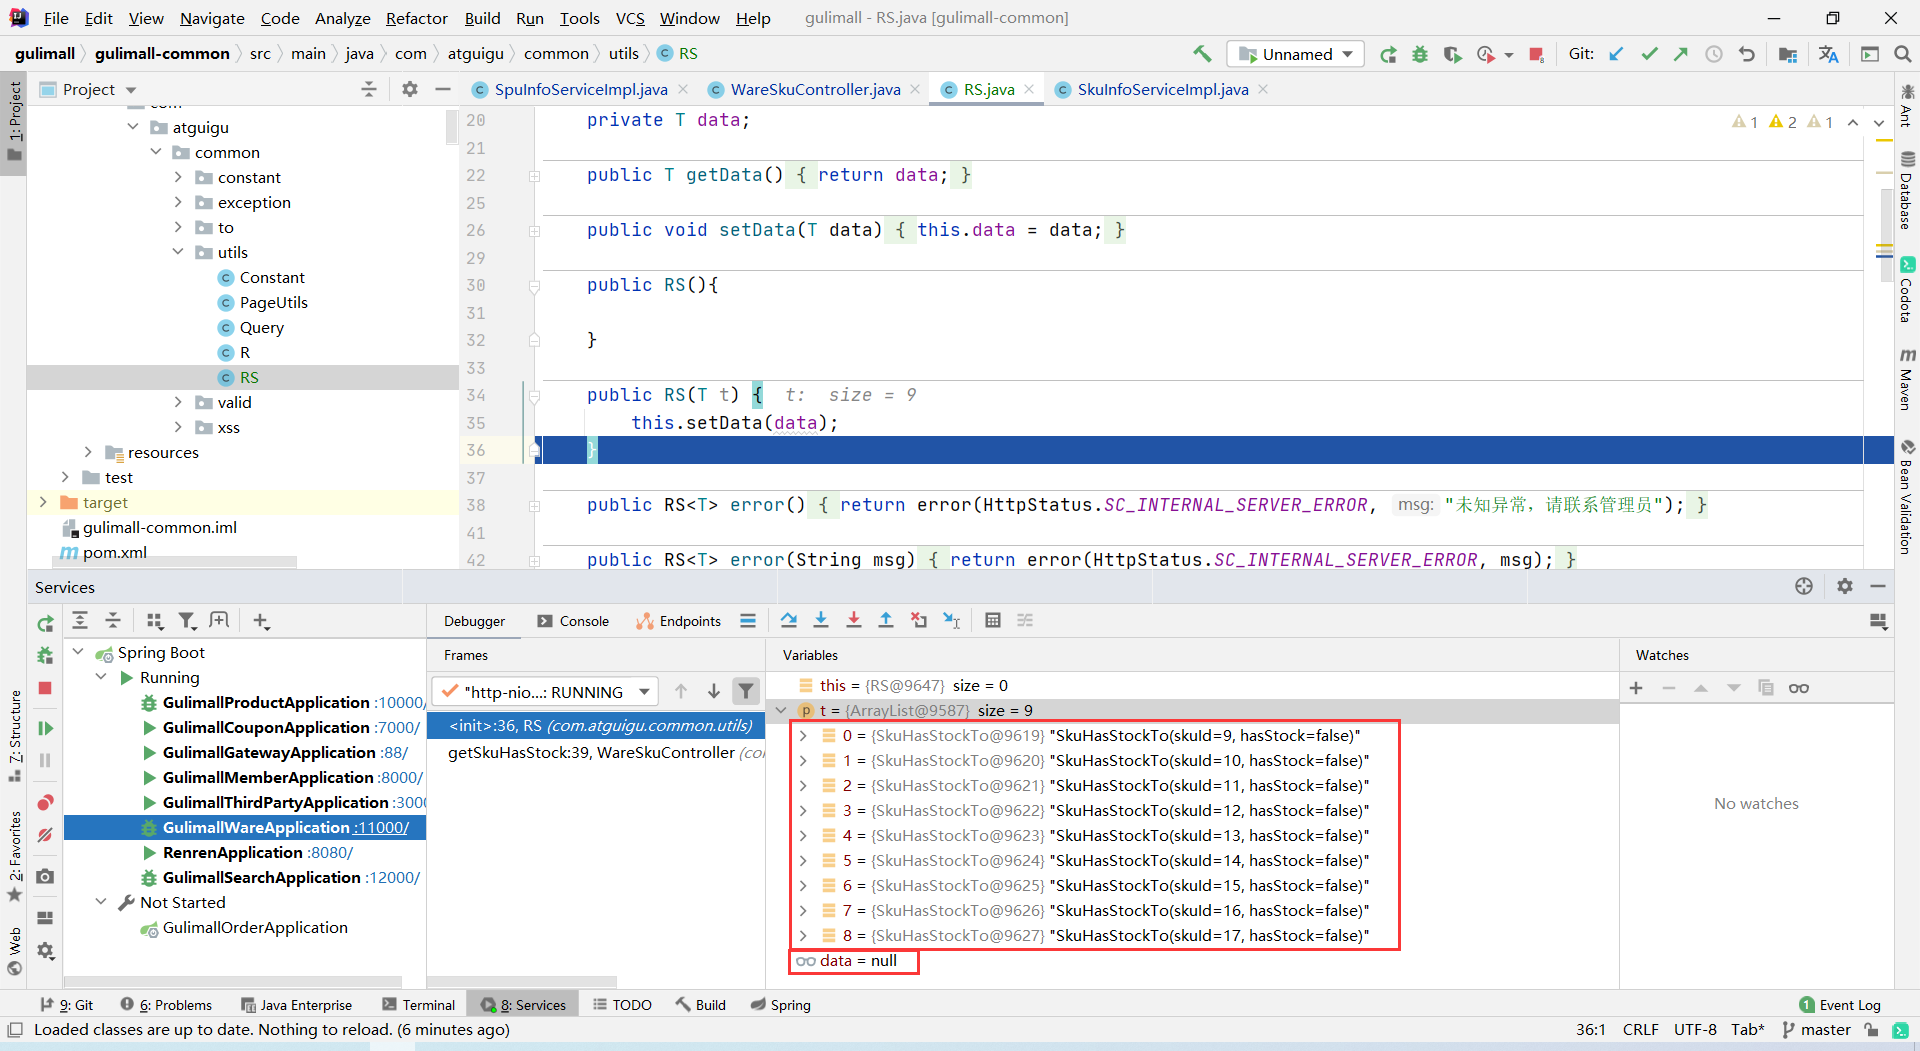 File Edit View Navigate Code Analyze Refactor Build Run Tools VCS Window Help gulimall - RS.java [gulimall-common]
gulimall gulimall-common src main java com atguigu common utils RS Unnamed Git:
1: Project
Project
SpuInfoServiceImpl.java WareSkuController.java RS.java SkuInfoServiceImpl.java
atguigu
common
constant
exception
to
utils
Constant
PageUtils
Query
R
RS
valid
xss
resources
test
target
gulimall-common.iml
pom.xml
1 2 1
20 private T data;
21
22 public T getData() { return data; }
25
26 public void setData(T data) { this.data = data; }
29
30 public RS(){
31
32 }
33
34 public RS(T t) { t: size = 9
35 this.setData(data);
36 }
37
38 public RS<T> error() { return error(HttpStatus.SC_INTERNAL_SERVER_ERROR, msg: "未知异常，请联系管理员"); }
41
42 public RS<T> error(String msg) { return error(HttpStatus.SC_INTERNAL_SERVER_ERROR, msg); }
Ant
Database
Codota
Maven
Bean Validation
Services
Debugger Console Endpoints
Spring Boot
Running
GulimallProductApplication :10000/
GulimallCouponApplication :7000/
GulimallGatewayApplication :88/
GulimallMemberApplication :8000/
GulimallThirdPartyApplication :3000
GulimallWareApplication :11000/
RenrenApplication :8080/
GulimallSearchApplication :12000/
Not Started
GulimallOrderApplication
Frames
"http-nio...: RUNNING
<init>:36, RS (com.atguigu.common.utils)
getSkuHasStock:39, WareSkuController (co
Variables
this = {RS@9647} size = 0
t = {ArrayList@9587} size = 9
0 = {SkuHasStockTo@9619} "SkuHasStockTo(skuId=9, hasStock=false)"
1 = {SkuHasStockTo@9620} "SkuHasStockTo(skuId=10, hasStock=false)"
2 = {SkuHasStockTo@9621} "SkuHasStockTo(skuId=11, hasStock=false)"
3 = {SkuHasStockTo@9622} "SkuHasStockTo(skuId=12, hasStock=false)"
4 = {SkuHasStockTo@9623} "SkuHasStockTo(skuId=13, hasStock=false)"
5 = {SkuHasStockTo@9624} "SkuHasStockTo(skuId=14, hasStock=false)"
6 = {SkuHasStockTo@9625} "SkuHasStockTo(skuId=15, hasStock=false)"
7 = {SkuHasStockTo@9626} "SkuHasStockTo(skuId=16, hasStock=false)"
8 = {SkuHasStockTo@9627} "SkuHasStockTo(skuId=17, hasStock=false)"
data = null
Watches
No watches
7: Structure
2: Favorites
Web
9: Git 6: Problems Java Enterprise Terminal 8: Services TODO Build Spring 1 Event Log
Loaded classes are up to date. Nothing to reload. (6 minutes ago) 36:1 CRLF UTF-8 Tab* master